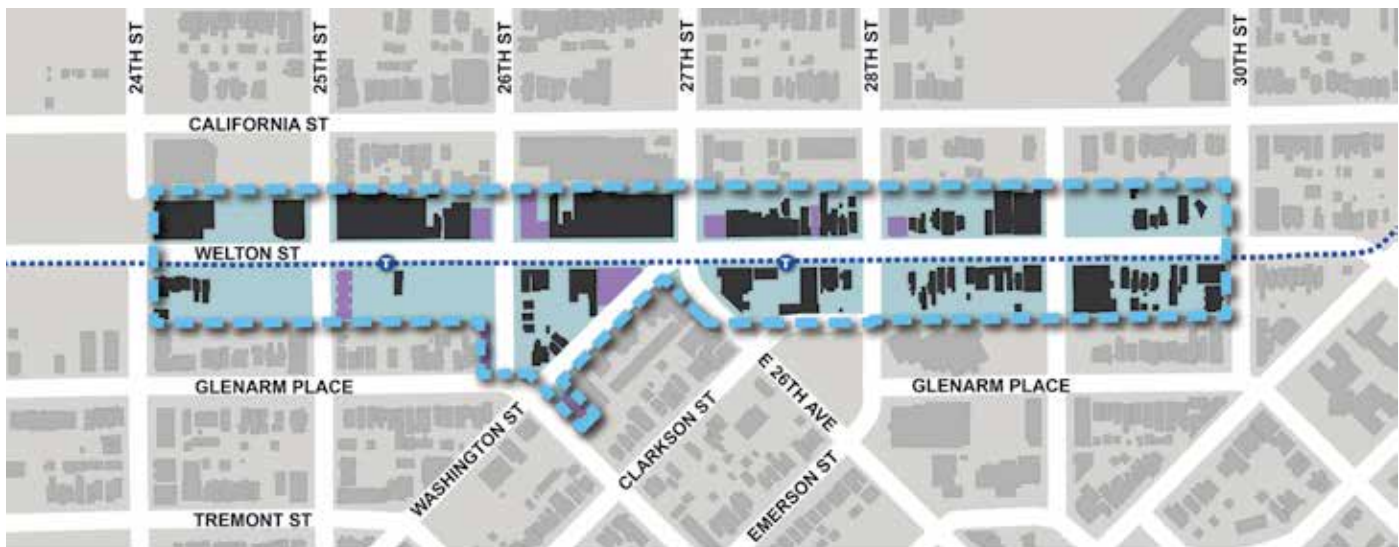 24TH ST
25TH ST
26TH ST
27TH ST
28TH ST
30TH ST
CALIFORNIA ST
WELTON ST
T
T
GLENARM PLACE
GLENARM PLACE
WASHINGTON ST
CLARKSON ST
E 26TH AVE
EMERSON ST
TREMONT ST